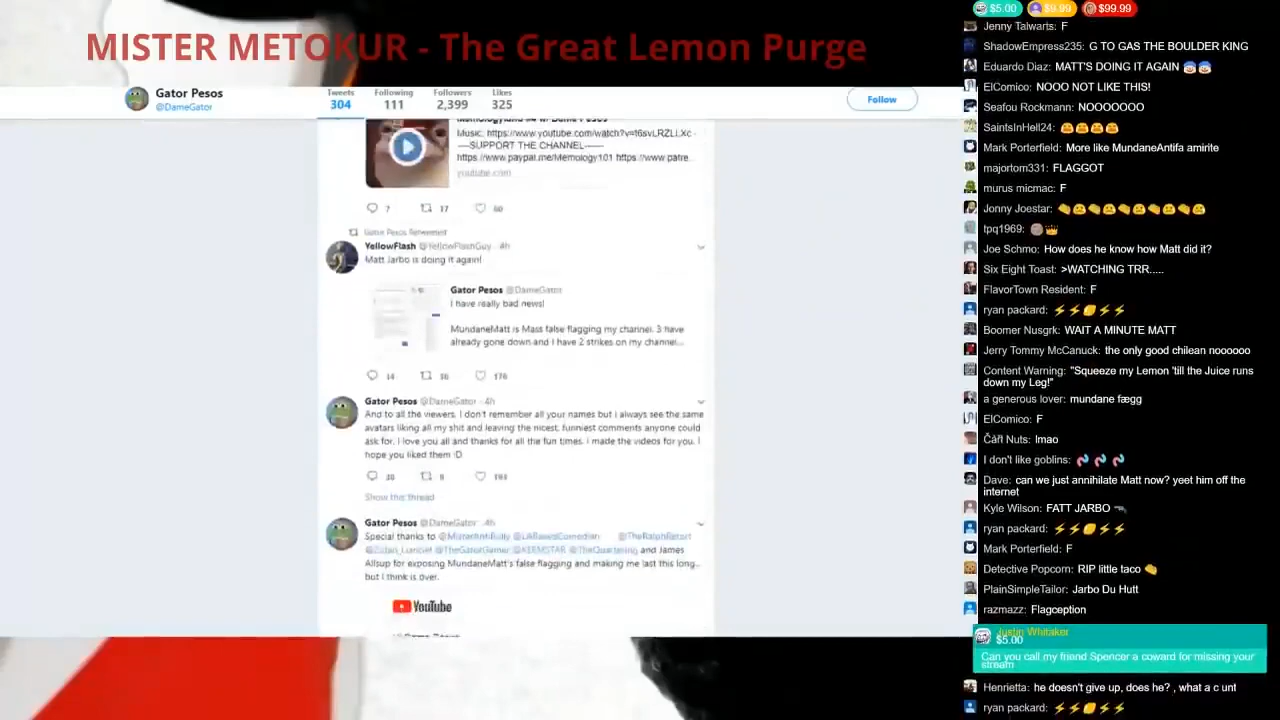 MISTER METOKUR - The Great Lemon Purge
Gator Pesos
@DameGator
Tweets
304
Following
111
Followers
2,399
Likes
325
Follow
Music: https://www.youtube.com/watch?v=
----SUPPORT THE CHANNEL-------
https://www.paypal.me/Memology101 https://www.patre...
youtube.com
7
17
60
Gator Pesos Retweeted
YellowFlash @YellowFlashGuy · 4h
Matt Jarbo is doing it again!
Gator Pesos @DameGator
I have really bad news!
MundaneMatt is Mass false flagging my channel. 3 have
already gone down and I have 2 strikes on my channel...
14
176
Gator Pesos @DameGator · 4h
And to all the viewers. I don't remember all your names but i always see the same
avatars liking all my shit and leaving the nicest, funniest comments anyone could
ask for. I love you all and thanks for all the fun times. I made the videos for you. I
hope you liked them :D
Show this thread
Gator Pesos @DameGator · 4h
Special thanks to @MisterAntiBully @LABasedComedian @TheRalphRetort
@TheGatorGamer @KEEMSTAR @TheQuartering and James
Allsup for exposing MundaneMatt's false flagging and making me last this long...
but I think is over.
YouTube
$5.00
$9.99
$99.99
Jenny Talwarts: F
ShadowEmpress235: G TO GAS THE BOULDER KING
Eduardo Diaz: MATT'S DOING IT AGAIN
ElComico: NOOO NOT LIKE THIS!
Seafou Rockmann: NOOOOOOO
SaintsInHell24:
Mark Porterfield: More like MundaneAntifa amirite
majortom331: FLAGGOT
murus micmac: F
Jonny Joestar:
tpq1969:
Joe Schmo: How does he know how Matt did it?
Six Eight Toast: >WATCHING TRR.....
FlavorTown Resident: F
ryan packard: ⚡⚡🍋⚡⚡
Boomer Nusgrk: WAIT A MINUTE MATT
Jerry Tommy McCanuck: the only good chilean noooooo
Content Warning: "Squeeze my Lemon 'till the Juice runs
down my Leg!"
a generous lover: mundane fægg
ElComico: F
Čářl Nuts: lmao
I don't like goblins:
Dave: can we just annihilate Matt now? yeet him off the
internet
Kyle Wilson: FATT JARBO 🔫
ryan packard: ⚡⚡🍋⚡⚡
Mark Porterfield: F
Detective Popcorn: RIP little taco
PlainSimpleTailor: Jarbo Du Hutt
razmazz: Flagception
Justin Whitaker
$5.00
Can you call my friend Spencer a coward for missing your
stream
Henrietta: he doesn't give up, does he? , what a c unt
ryan packard: ⚡⚡🍋⚡⚡